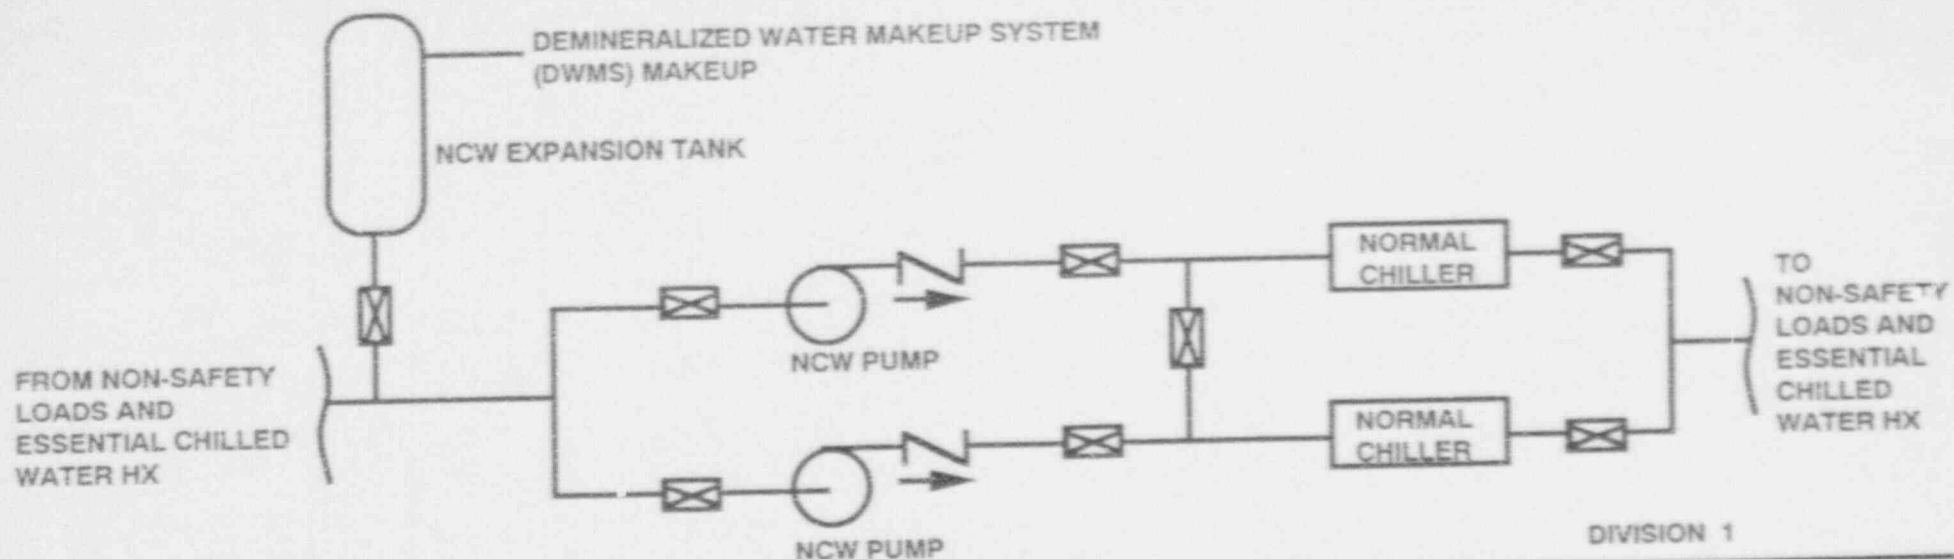 DEMINERALIZED WATER MAKEUP SYSTEM
(DWMS) MAKEUP
NCW EXPANSION TANK
FROM NON-SAFETY
LOADS AND
ESSENTIAL CHILLED
WATER HX
NCW PUMP
NCW PUMP
NORMAL
CHILLER
NORMAL
CHILLER
TO
NON-SAFETY
LOADS AND
ESSENTIAL
CHILLED
WATER HX
DIVISION 1